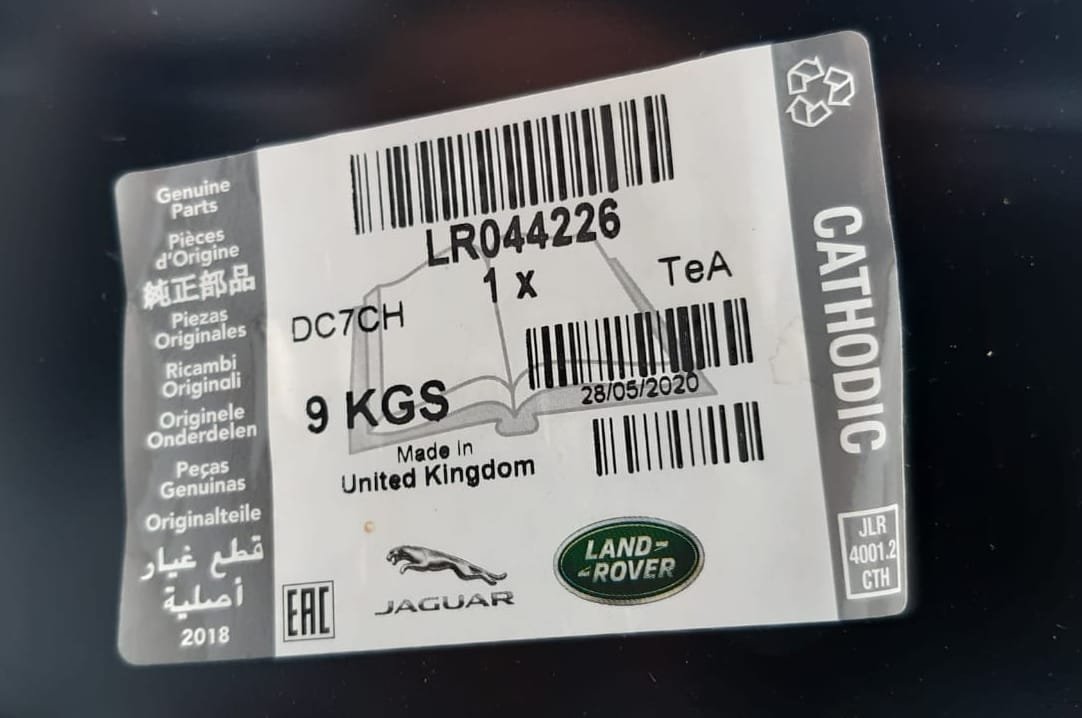 Genuine
Parts
Pièces
d'Origine
純正部品
Piezas
Originales
Ricambi
Originali
Originele
Onderdelen
Peças
Genuinas
Originalteile
قطع غيار
أصلية
2018
LR044226
1 x
TeA
DC7CH
28/05/2020
9 KGS
Made in
United Kingdom
EAC
JAGUAR
LAND-
ROVER
CATHODIC
JLR
4001.2
CTH